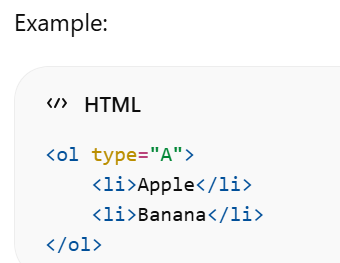 Example:
</> HTML
<ol type="A">
    <li>Apple</li>
    <li>Banana</li>
</ol>